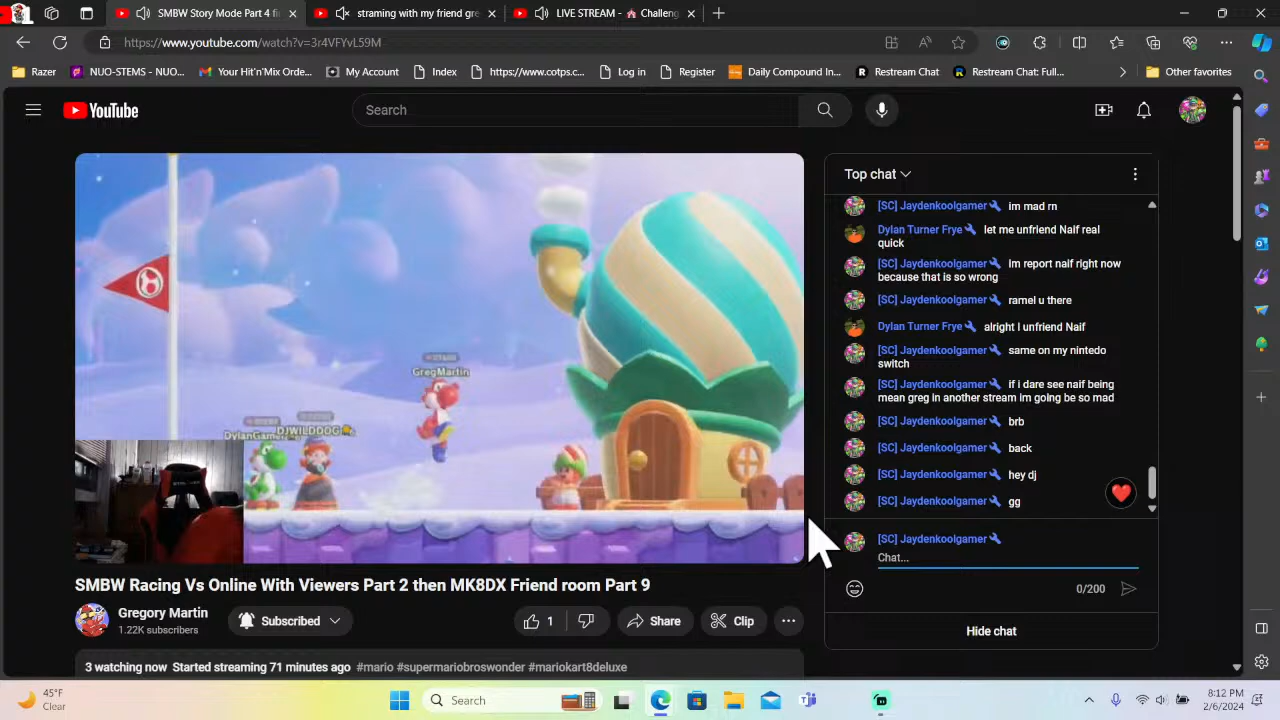 SMBW Story Mode Part 4 fi
straming with my friend gre
LIVE STREAM - 🏠 Challeng
https://www.youtube.com/watch?v=3r4VFYvL59M
Razer
NUO-STEMS - NUO...
Your Hit'n'Mix Orde...
My Account
Index
https://www.cotps.c...
Log in
Register
Daily Compound In...
Restream Chat
Restream Chat: Full...
Other favorites
YouTube
Search
Top chat
[SC] Jaydenkoolgamer im mad rn
Dylan Turner Frye let me unfriend Naif real
quick
[SC] Jaydenkoolgamer im report naif right now
because that is so wrong
[SC] Jaydenkoolgamer ramel u there
Dylan Turner Frye alright I unfriend Naif
[SC] Jaydenkoolgamer same on my nintedo
switch
[SC] Jaydenkoolgamer if i dare see naif being
mean greg in another stream im going be so mad
[SC] Jaydenkoolgamer brb
[SC] Jaydenkoolgamer back
[SC] Jaydenkoolgamer hey dj
[SC] Jaydenkoolgamer gg
[SC] Jaydenkoolgamer
Chat...
0/200
Hide chat
GregMartin
DJWILDDOG
DylanGam
SMBW Racing Vs Online With Viewers Part 2 then MK8DX Friend room Part 9
Gregory Martin
1.22K subscribers
Subscribed
1
Share
Clip
3 watching now Started streaming 71 minutes ago #mario #supermariobroswonder #mariokart8deluxe
45°F
Clear
Search
8:12 PM
2/6/2024